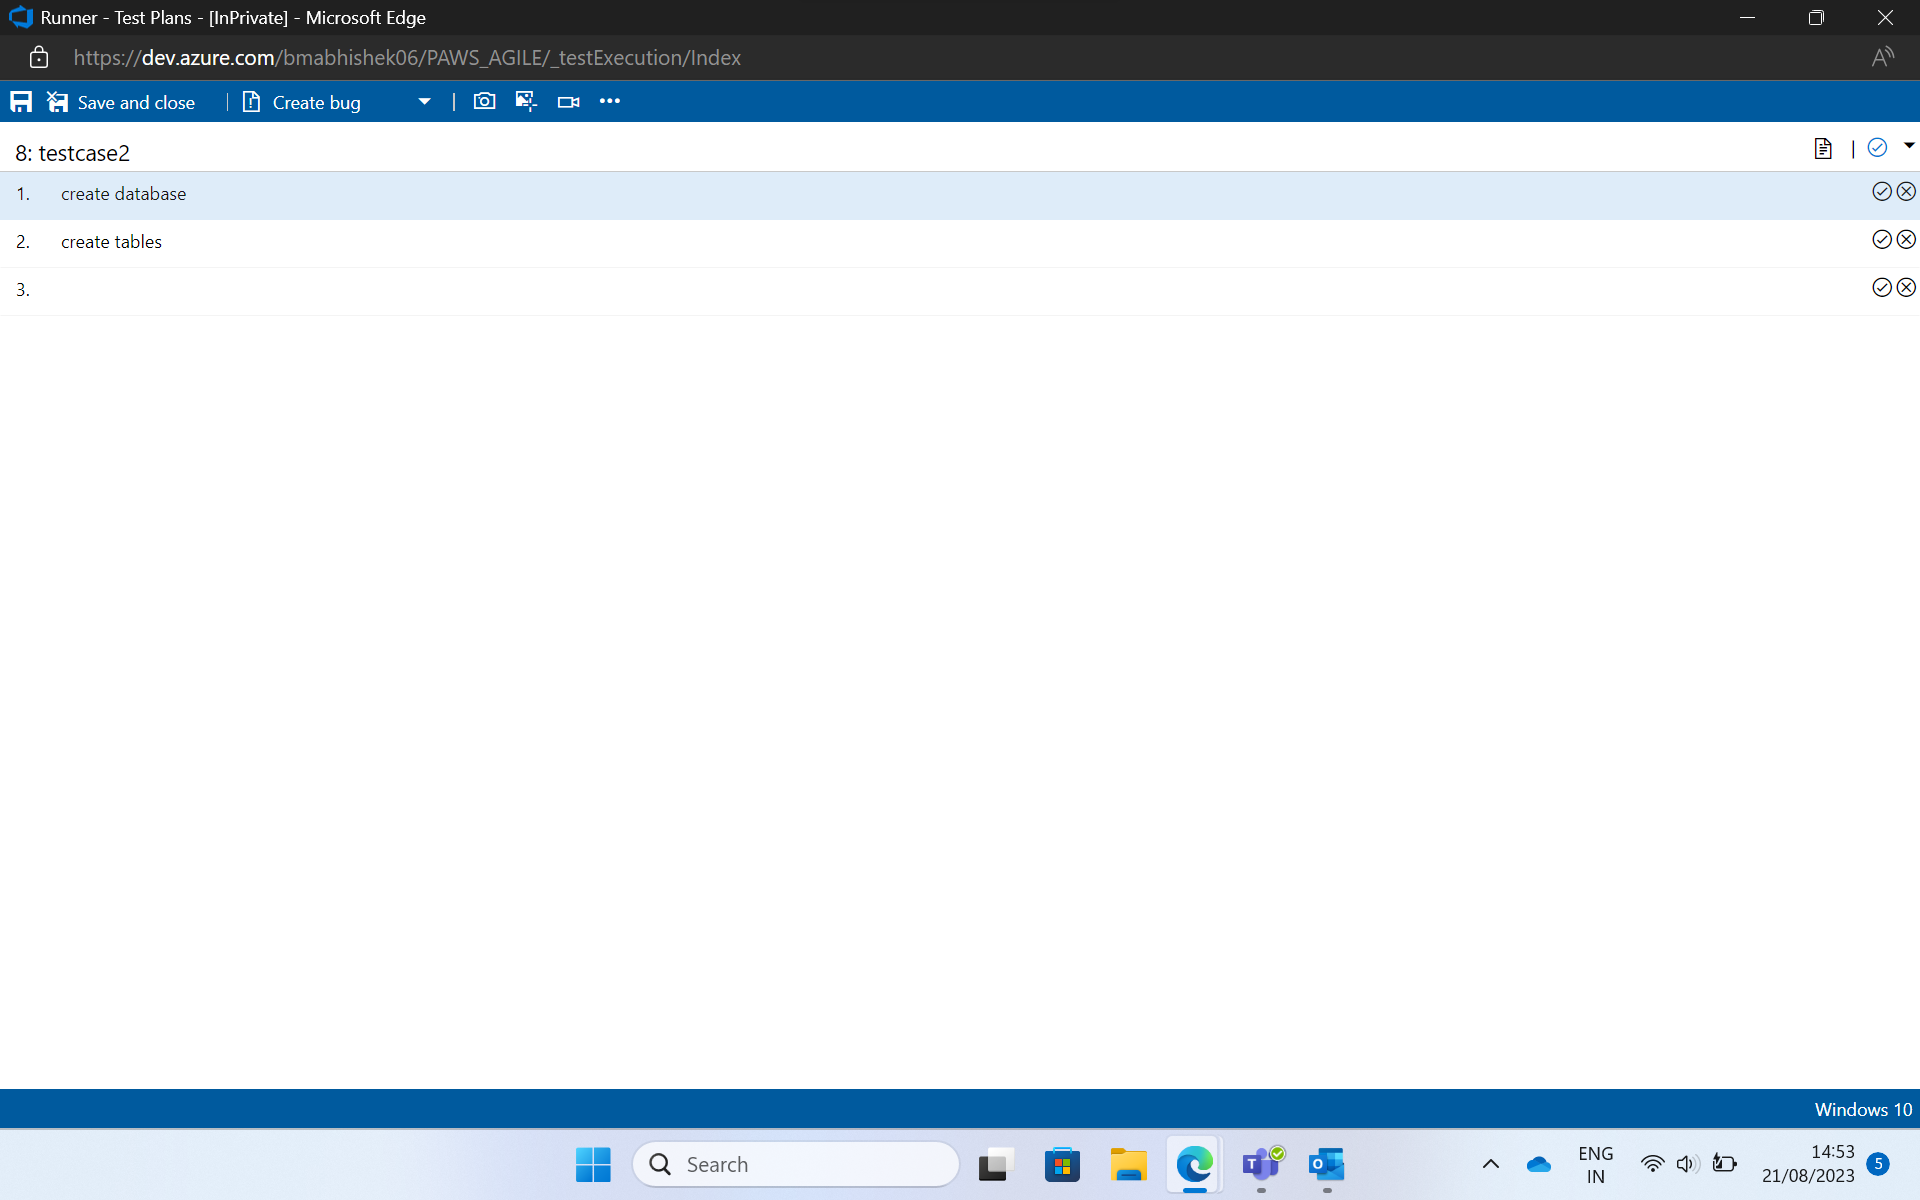 Runner - Test Plans - [InPrivate] - Microsoft Edge
https://dev.azure.com/bmabhishek06/PAWS_AGILE/_testExecution/Index
Save and close | Create bug |
8: testcase2
1. create database
2. create tables
3.
Windows 10
Search
ENG
IN
14:53
21/08/2023
5